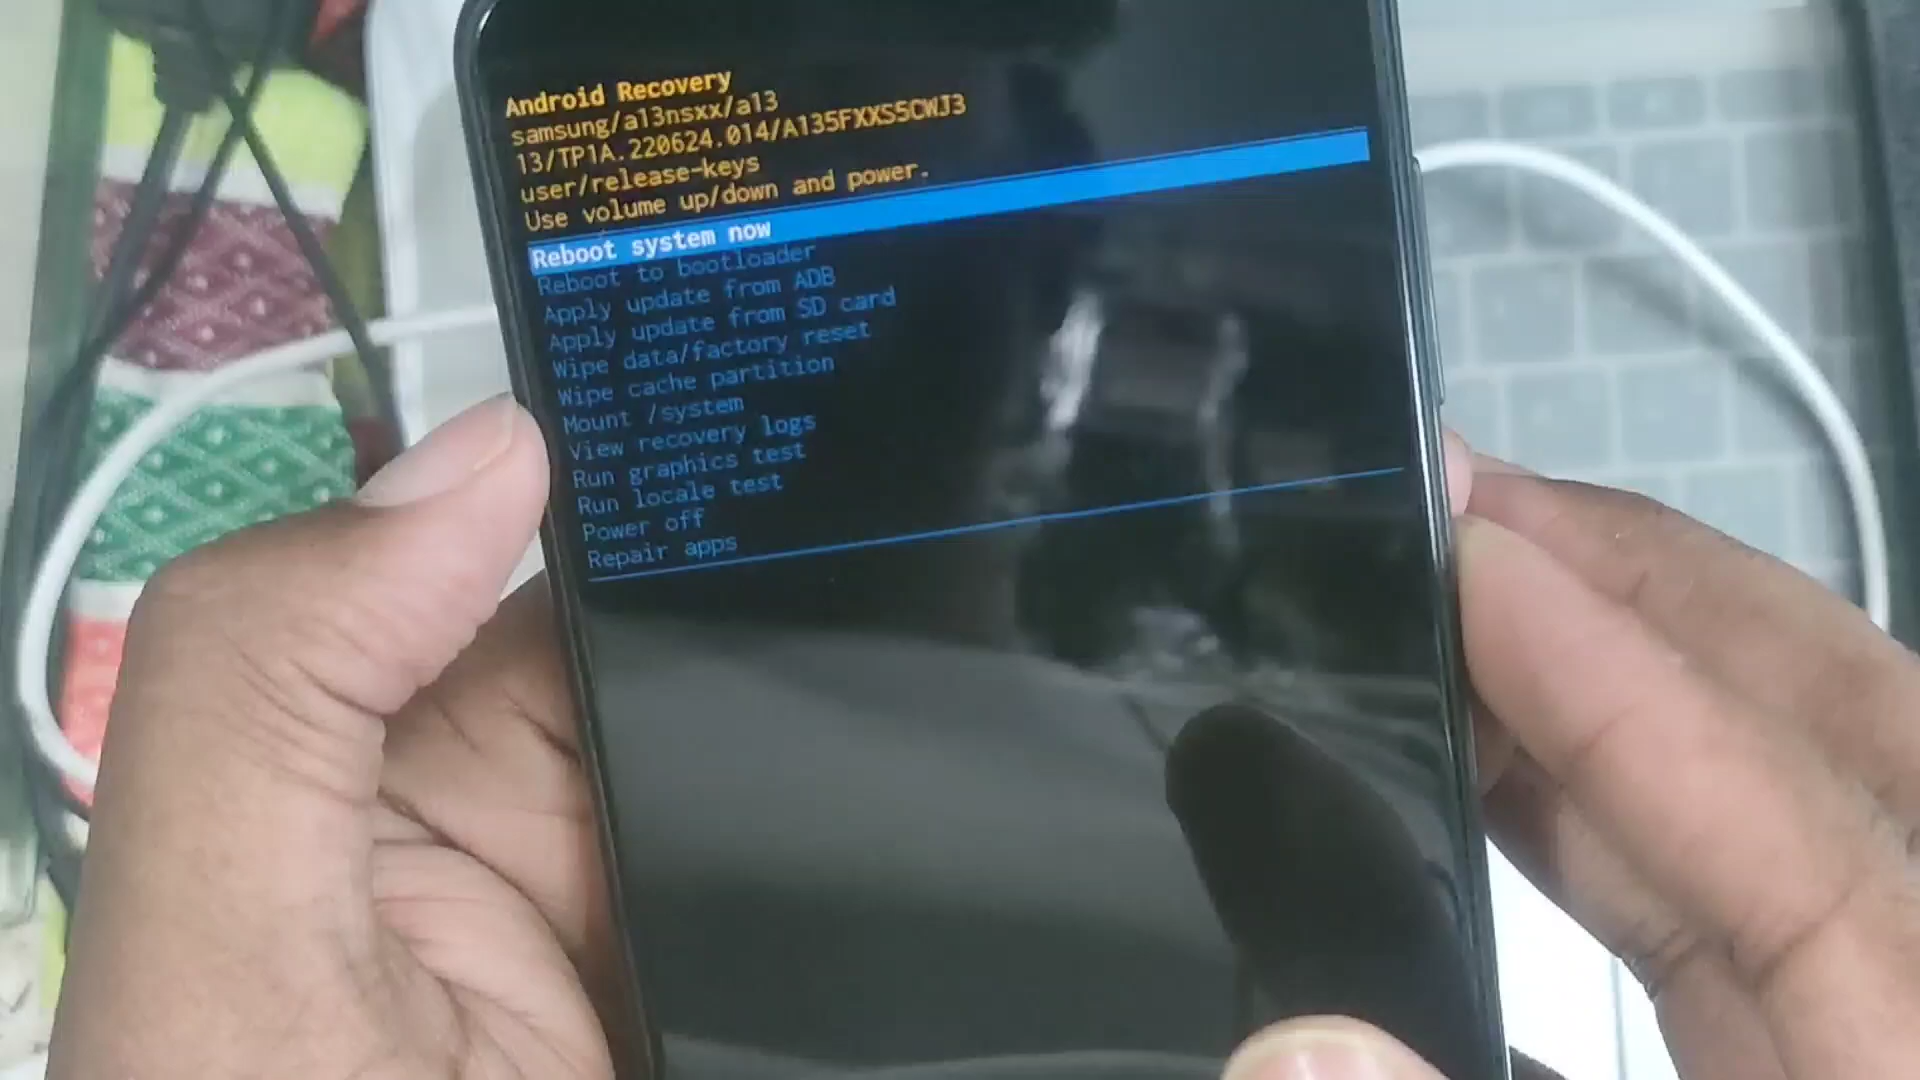 Android Recovery
samsung/a13nsxx/a13
13/TP1A.220624.014/A135FXXS5CWJ3
user/release-keys
Use volume up/down and power.
Reboot system now
Reboot to bootloader
Apply update from ADB
Apply update from SD card
Wipe data/factory reset
Wipe cache partition
Mount /system
View recovery logs
Run graphics test
Run locale test
Power off
Repair apps